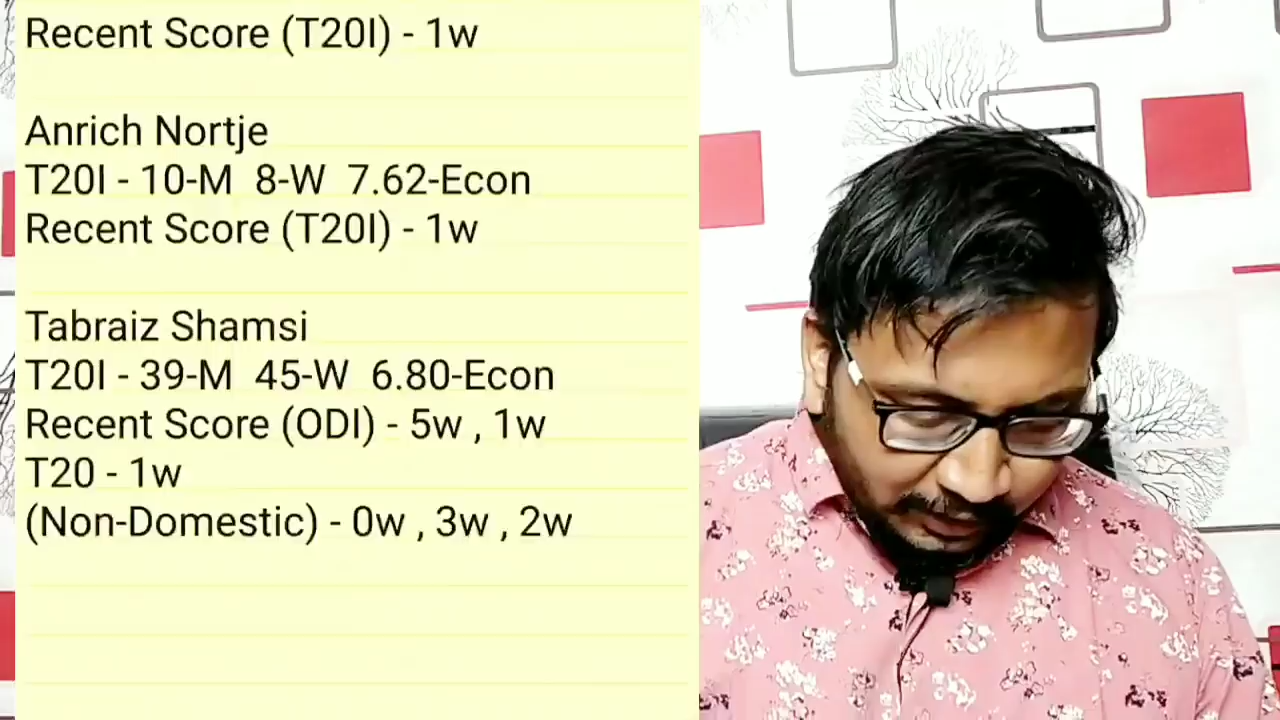 Recent Score (T20I) - 1w
Anrich Nortje
T20I - 10-M 8-W 7.62-Econ
Recent Score (T20I) - 1w
Tabraiz Shamsi
T20I - 39-M 45-W 6.80-Econ
Recent Score (ODI) - 5w , 1w
T20 - 1w
(Non-Domestic) - 0w , 3w , 2w